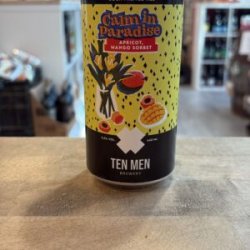 Calm in
Paradise
APRICOT,
MANGO SORBET
TEN MEN
BREWERY